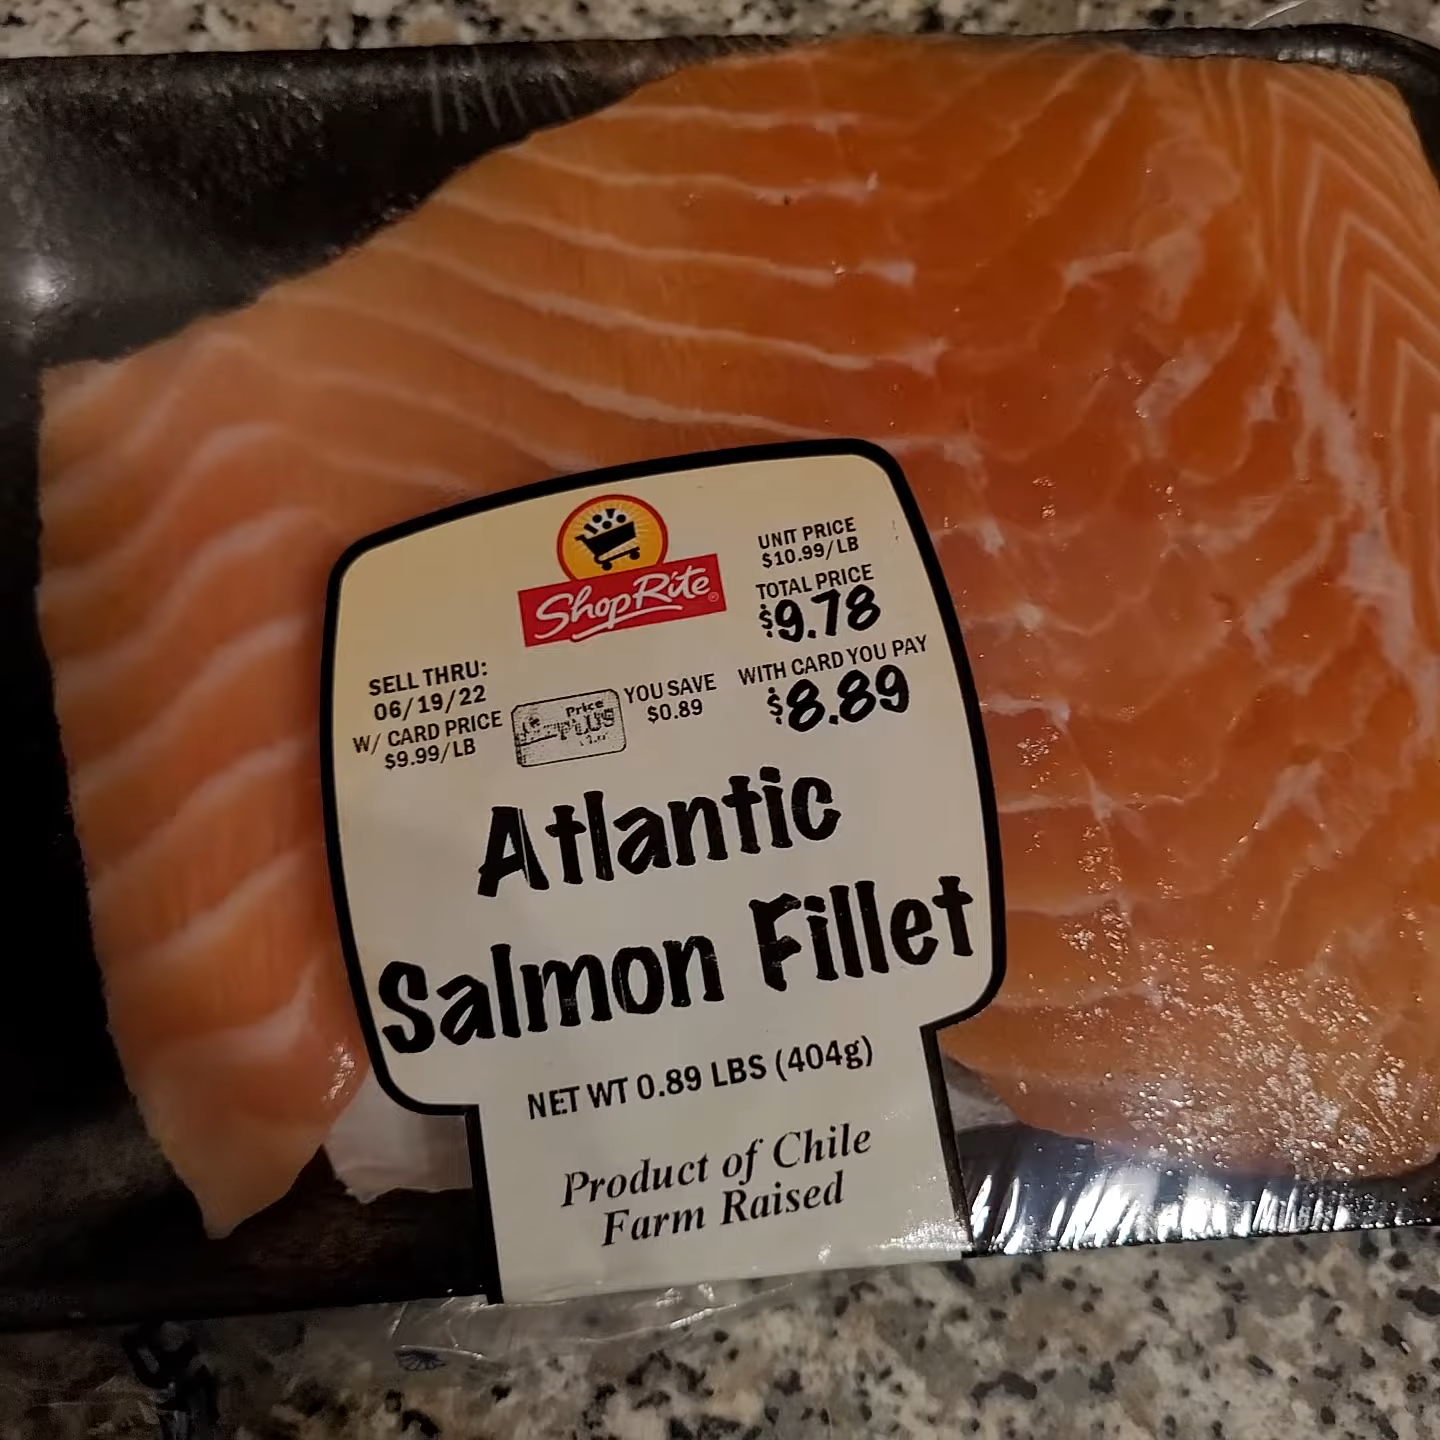 ShopRite
UNIT PRICE
$10.99/LB
TOTAL PRICE
$9.78
SELL THRU:
06/19/22
W/ CARD PRICE
$9.99/LB
Price
PLUS
YOU SAVE
$0.89
WITH CARD YOU PAY
$8.89
Atlantic
Salmon Fillet
NET WT 0.89 LBS (404g)
Product of Chile
Farm Raised